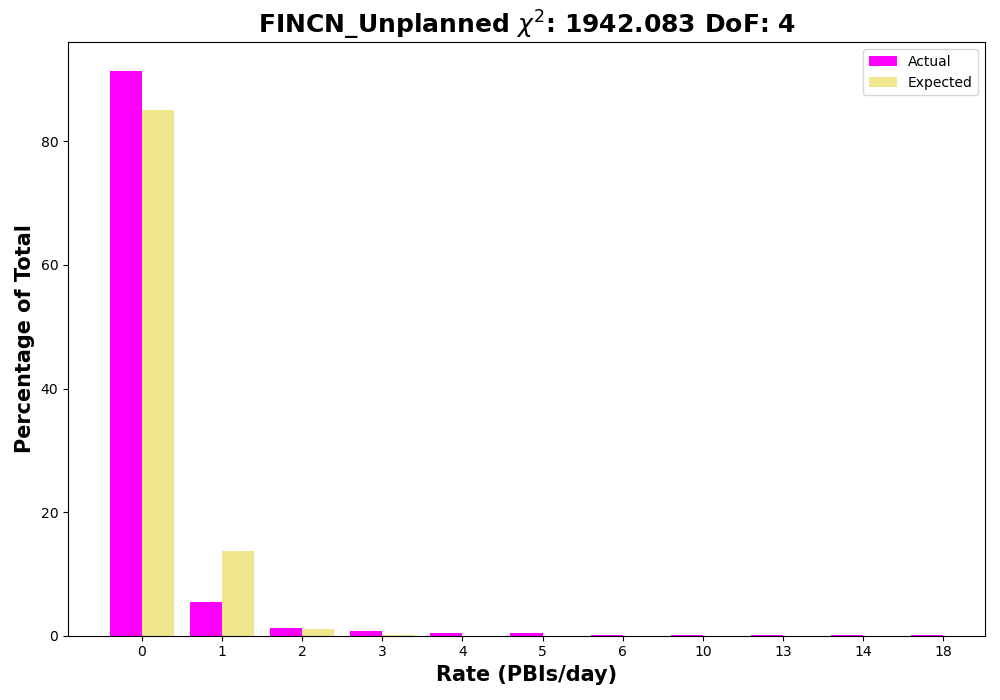 FINCN_Unplanned χ²: 1942.083 DoF: 4
Actual
Expected
Percentage of Total
80
60
40
20
0
0 1 2 3 4 5 6 10 13 14 18
Rate (PBIs/day)